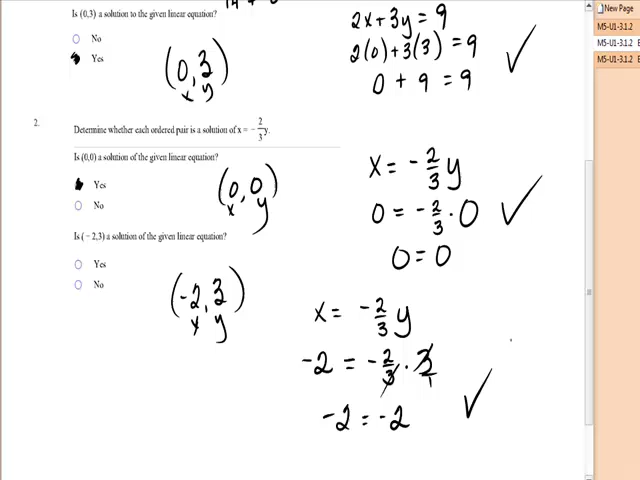 Is (0,3) a solution to the given linear equation?
No
Yes
(0, 3)
x y
2x+3y=9
2(0)+3(3)=9
0 + 9 = 9
✓
2.
Determine whether each ordered pair is a solution of x = - 2/3 y.
Is (0,0) a solution of the given linear equation?
Yes
No
(0, 0)
x y
x = -2/3 y
0 = -2/3 · 0
0 = 0
✓
Is (− 2,3) a solution of the given linear equation?
Yes
No
(-2, 3)
x y
x = -2/3 y
-2 = -2/3 · 3/1
-2 = -2
✓
New Page
M5-U1-3.1.2
M5-U1-3.1.2 E
M5-U1-3.1.2 E